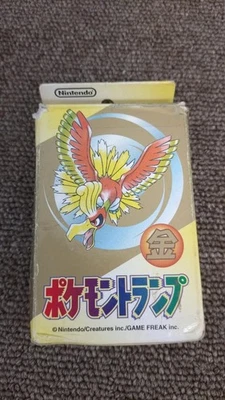 Nintendo
金
ポケモントランプ
©Nintendo/Creatures inc./GAME FREAK inc.